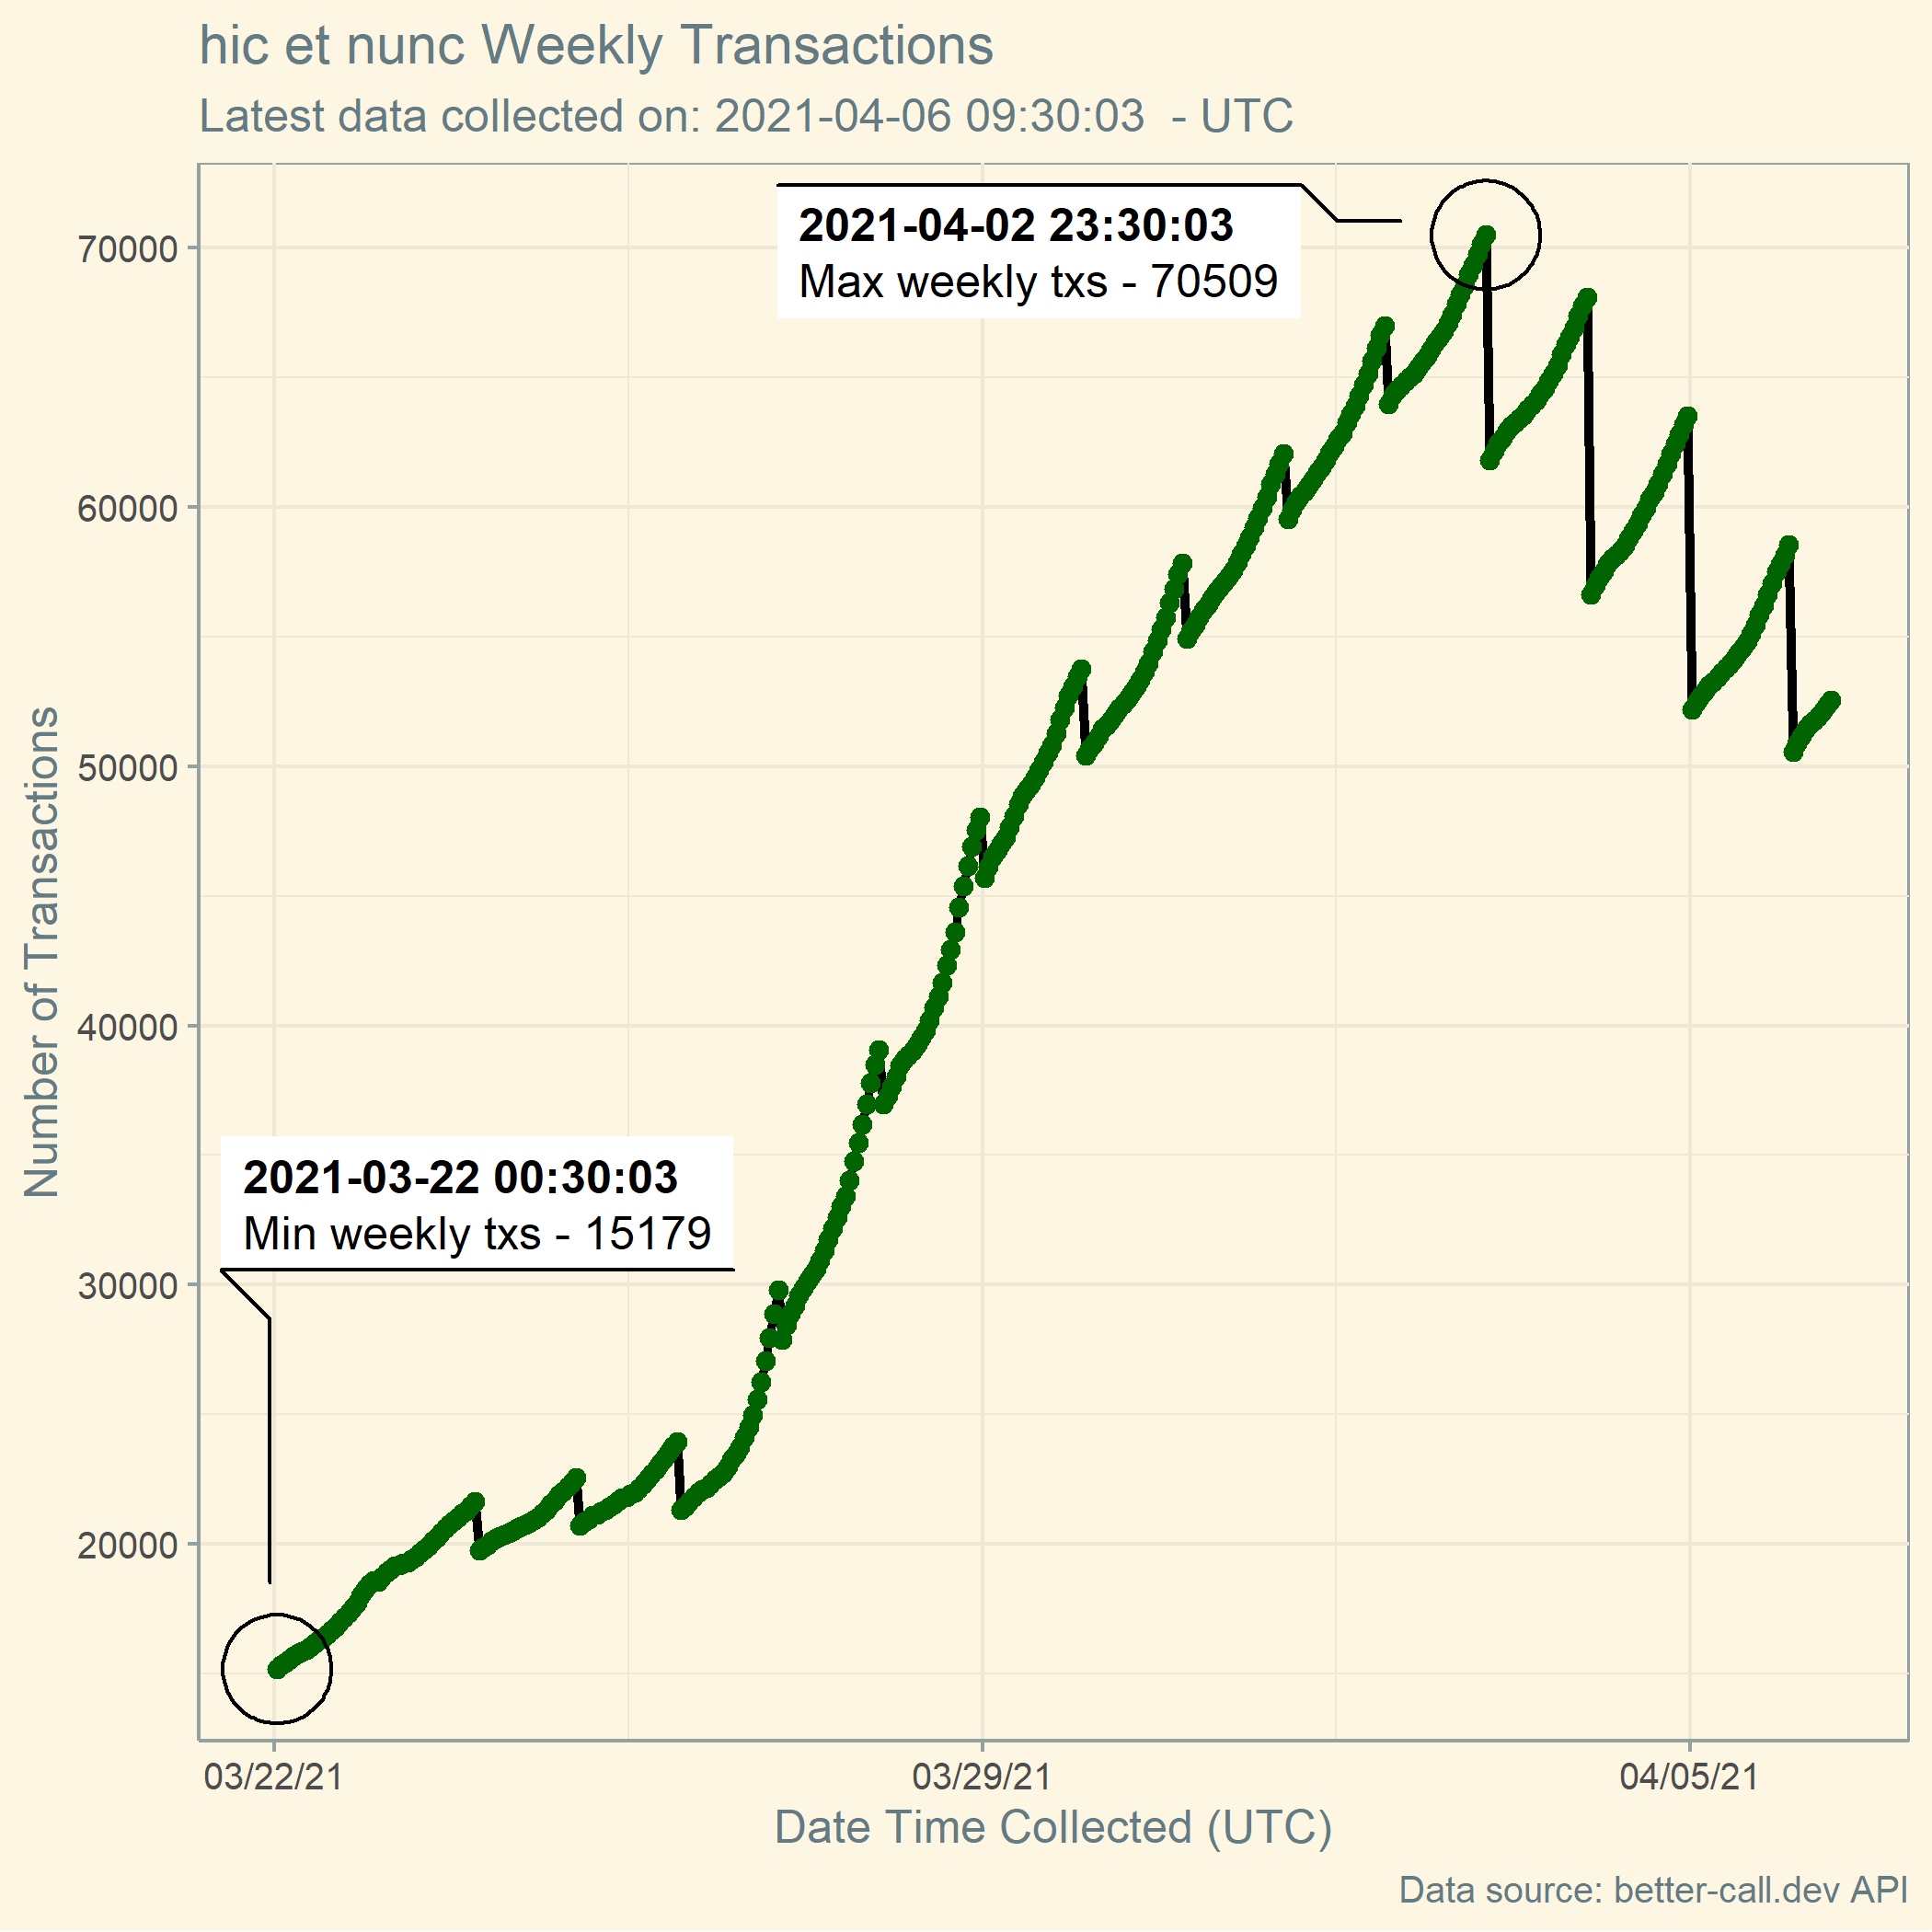 hic et nunc Weekly Transactions
Latest data collected on: 2021-04-06 09:30:03  - UTC
2021-04-02 23:30:03
Max weekly txs - 70509
2021-03-22 00:30:03
Min weekly txs - 15179
Number of Transactions
70000
60000
50000
40000
30000
20000
03/22/21
03/29/21
04/05/21
Date Time Collected (UTC)
Data source: better-call.dev API